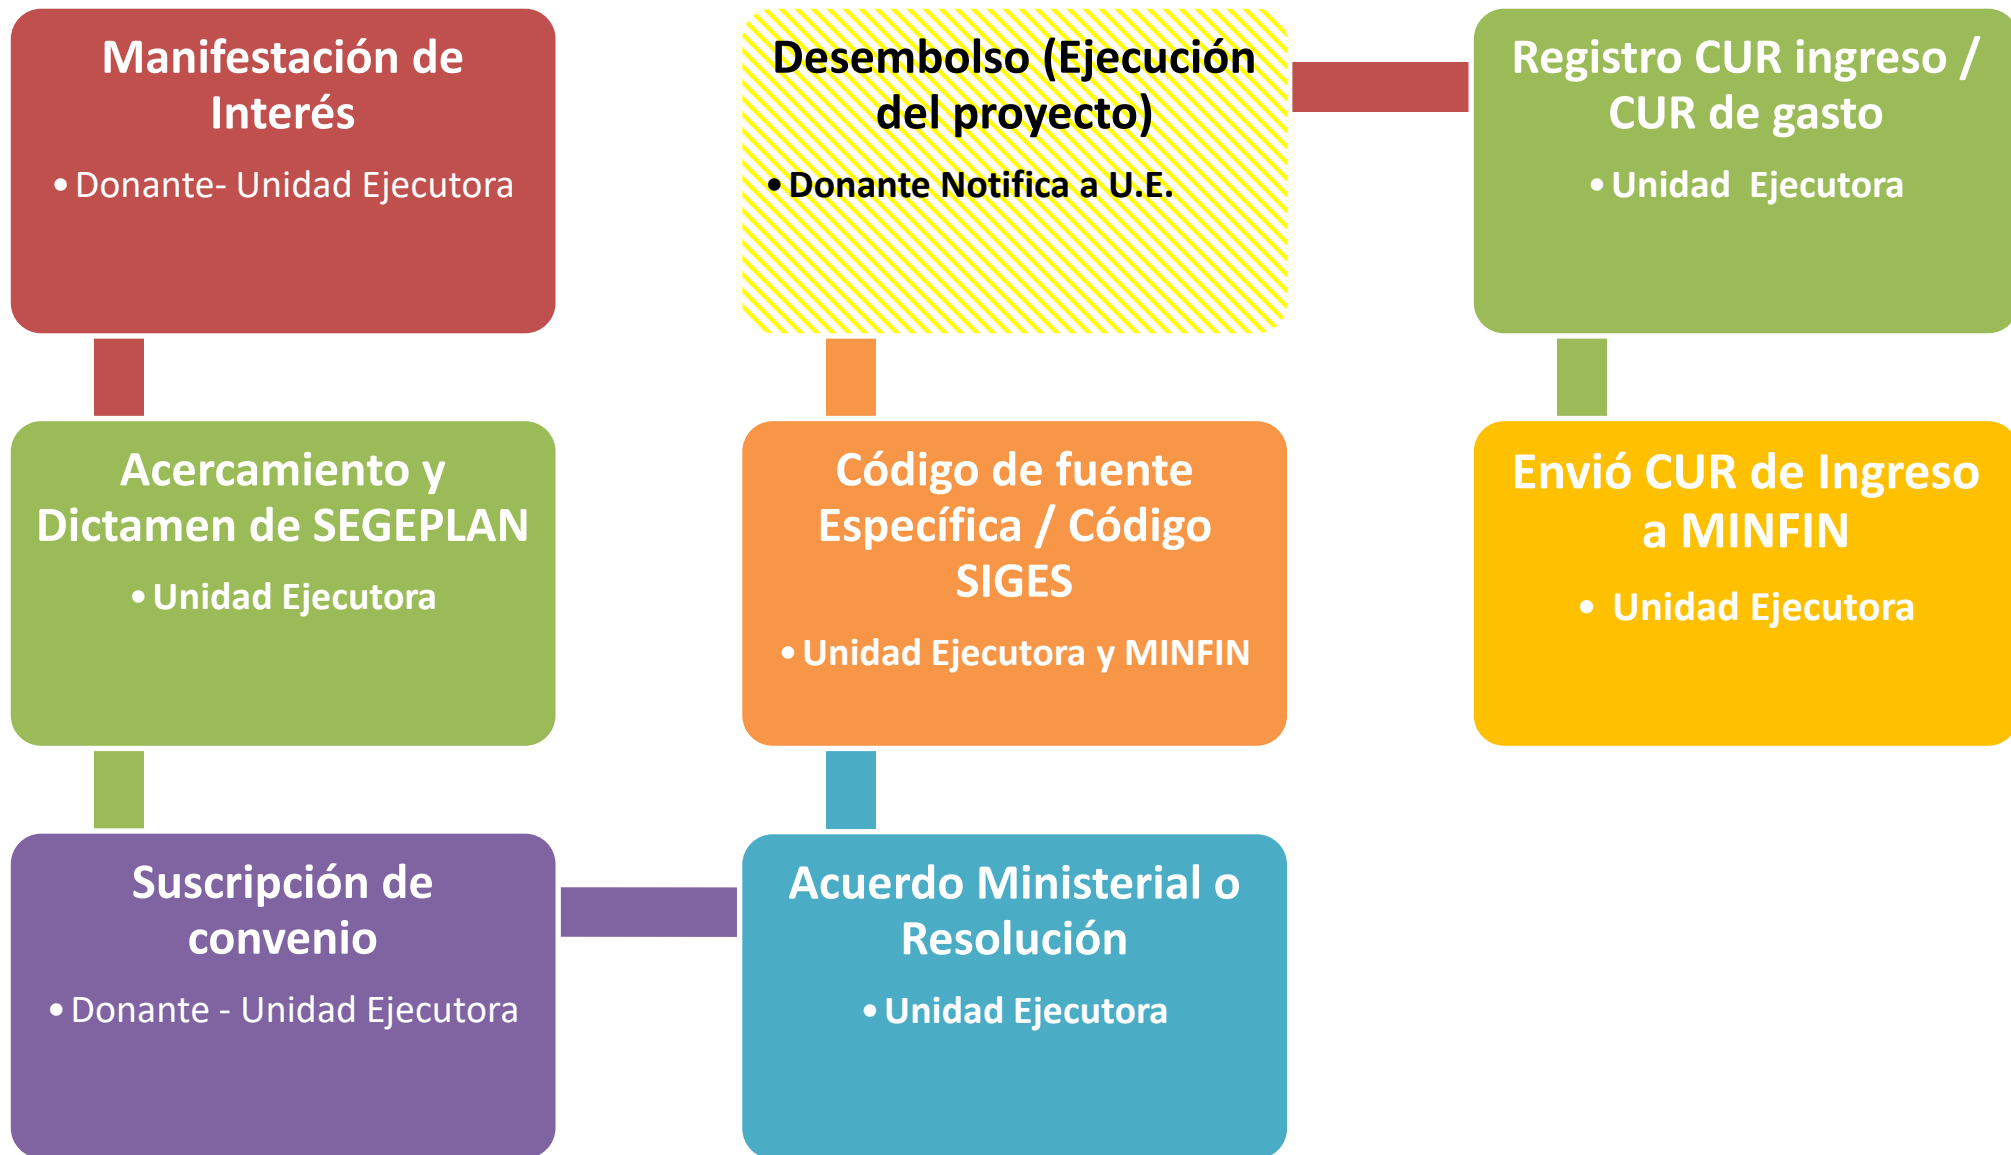 Manifestación de
Interés
• Donante- Unidad Ejecutora
Acercamiento y
Dictamen de SEGEPLAN
• Unidad Ejecutora
Suscripción de
convenio
• Donante - Unidad Ejecutora
Acuerdo Ministerial o
Resolución
• Unidad Ejecutora
Código de fuente
Específica / Código
SIGES
• Unidad Ejecutora y MINFIN
Desembolso (Ejecución
del proyecto)
• Donante Notifica a U.E.
Registro CUR ingreso /
CUR de gasto
• Unidad Ejecutora
Envió CUR de Ingreso
a MINFIN
• Unidad Ejecutora